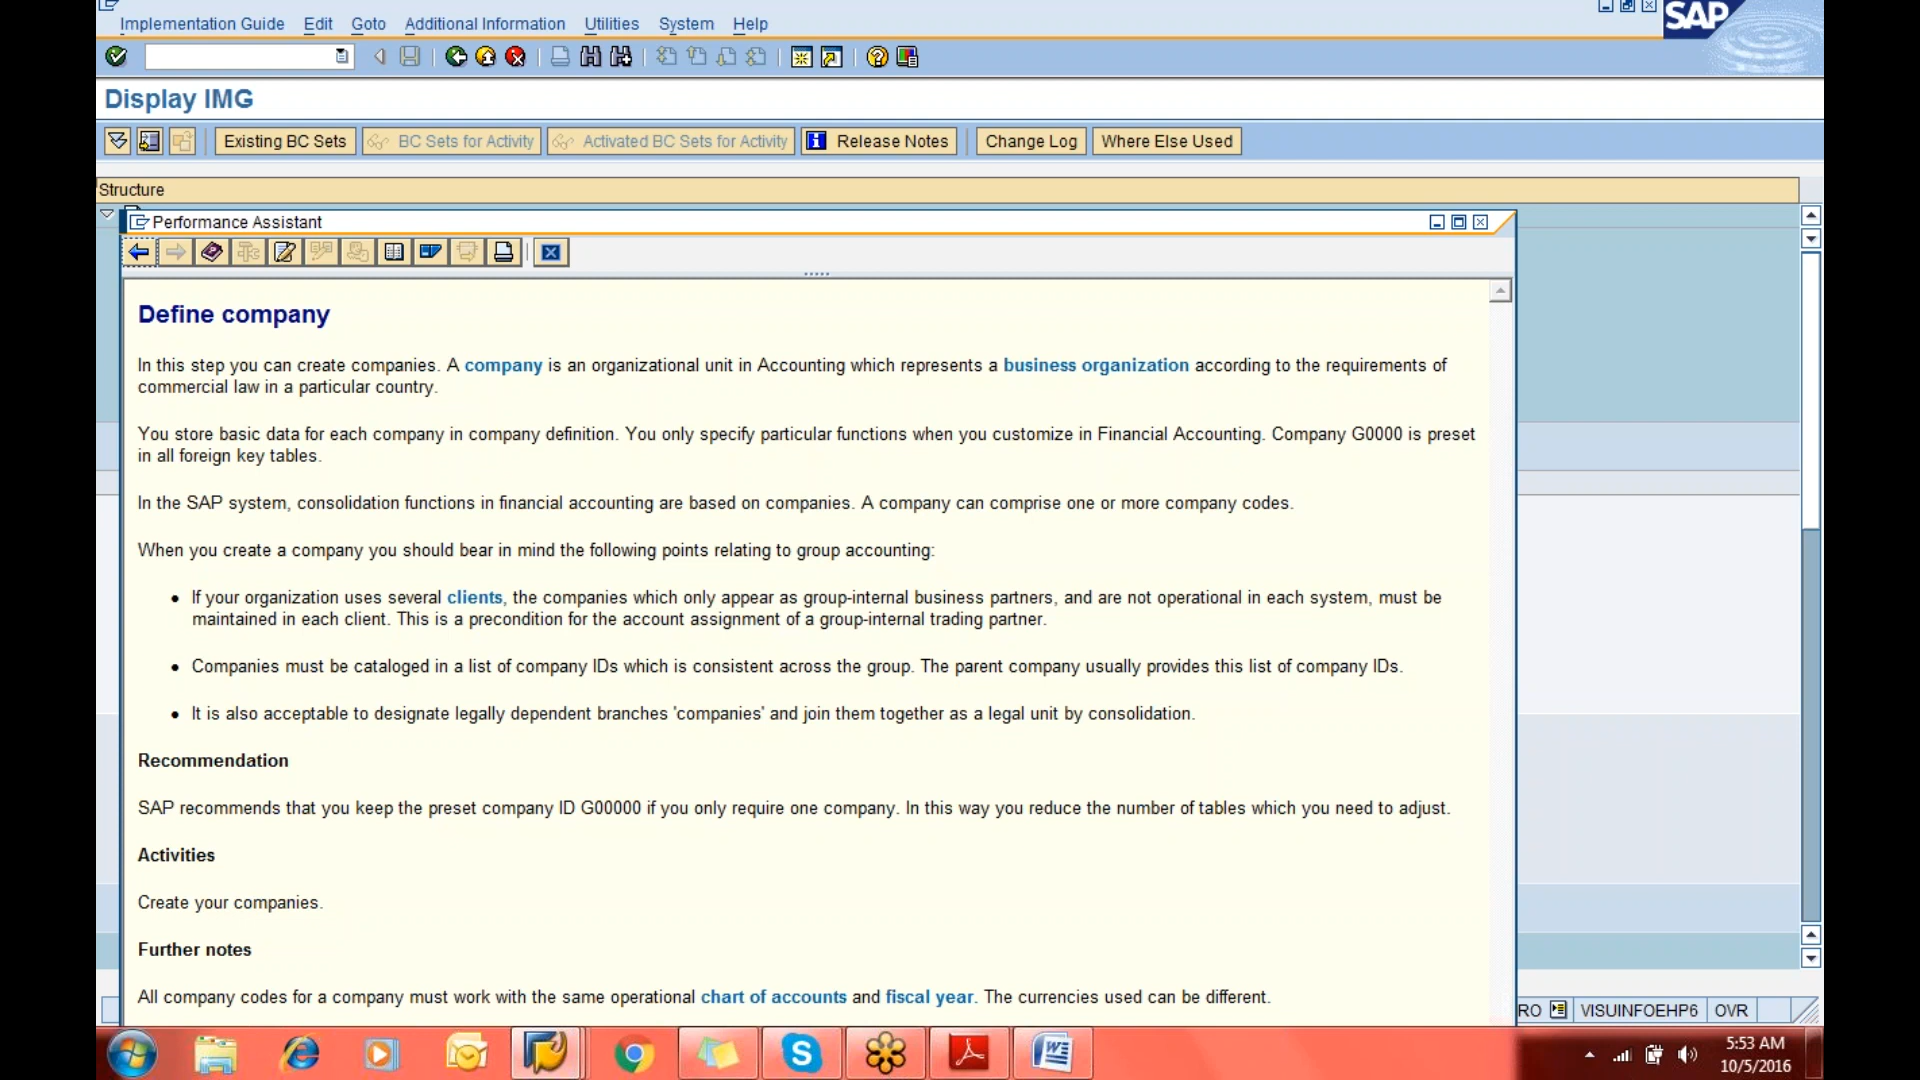 Implementation Guide Edit Goto Additional Information Utilities System Help
SAP
Display IMG
Existing BC Sets BC Sets for Activity Activated BC Sets for Activity Release Notes Change Log Where Else Used
Structure
Performance Assistant
Define company
In this step you can create companies. A company is an organizational unit in Accounting which represents a business organization according to the requirements of
commercial law in a particular country.
You store basic data for each company in company definition. You only specify particular functions when you customize in Financial Accounting. Company G0000 is preset
in all foreign key tables.
In the SAP system, consolidation functions in financial accounting are based on companies. A company can comprise one or more company codes.
When you create a company you should bear in mind the following points relating to group accounting:
• If your organization uses several clients, the companies which only appear as group-internal business partners, and are not operational in each system, must be
maintained in each client. This is a precondition for the account assignment of a group-internal trading partner.
• Companies must be cataloged in a list of company IDs which is consistent across the group. The parent company usually provides this list of company IDs.
• It is also acceptable to designate legally dependent branches 'companies' and join them together as a legal unit by consolidation.
Recommendation
SAP recommends that you keep the preset company ID G00000 if you only require one company. In this way you reduce the number of tables which you need to adjust.
Activities
Create your companies.
Further notes
All company codes for a company must work with the same operational chart of accounts and fiscal year. The currencies used can be different.
RO VISUINFOEHP6 OVR
5:53 AM
10/5/2016